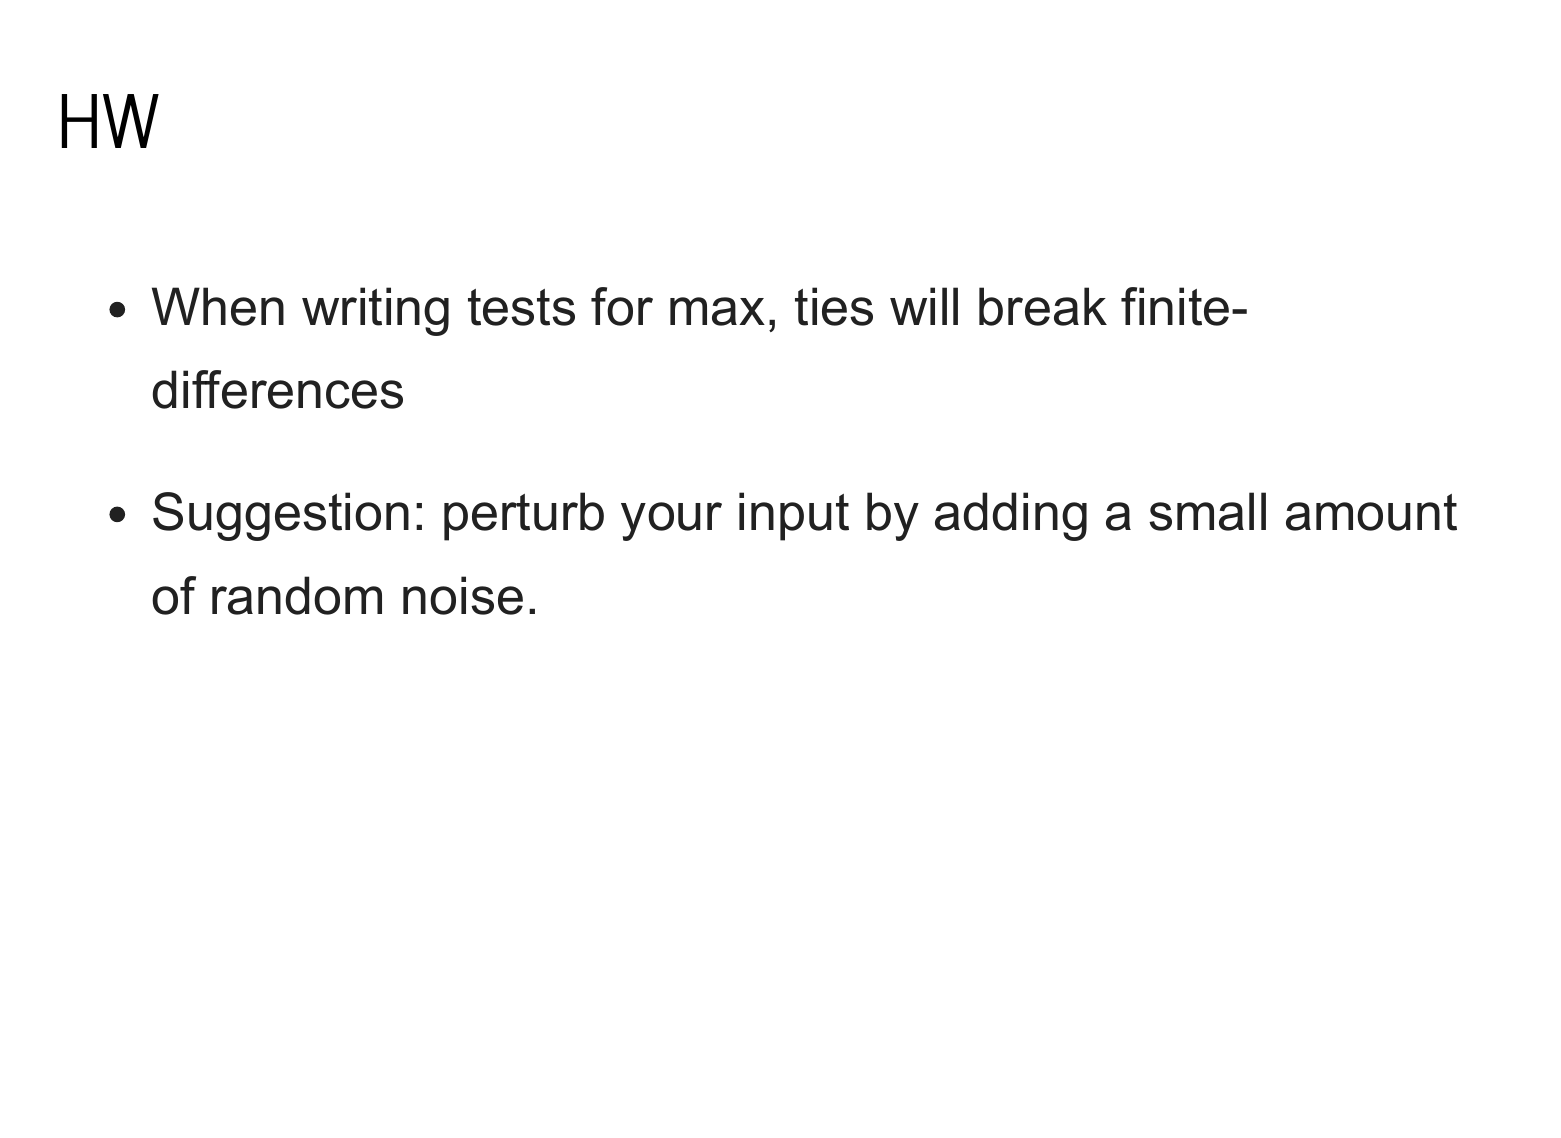 HW
• When writing tests for max, ties will break finite-
differences
• Suggestion: perturb your input by adding a small amount
of random noise.